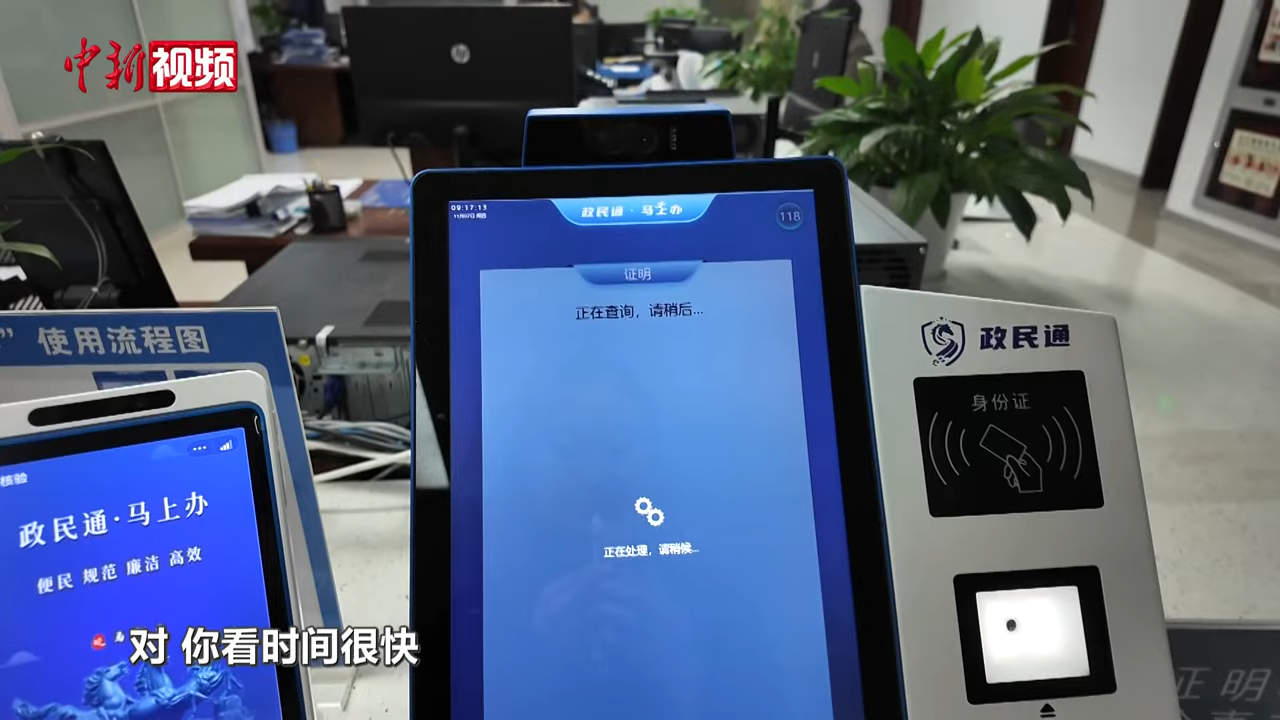 中新视频
hp
09:17:13
政民通·马上办
118
证明
正在查询，请稍后...
正在处理，请稍候...
” 使用流程图
核验
政民通·马上办
便民 规范 廉洁 高效
政民通
身份证
证明
对 你看时间很快